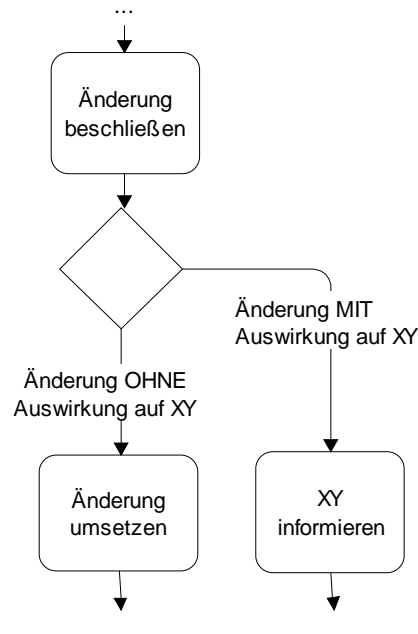 ...
Änderung
beschließen
Änderung MIT
Auswirkung auf XY
Änderung OHNE
Auswirkung auf XY
Änderung
umsetzen
XY
informieren